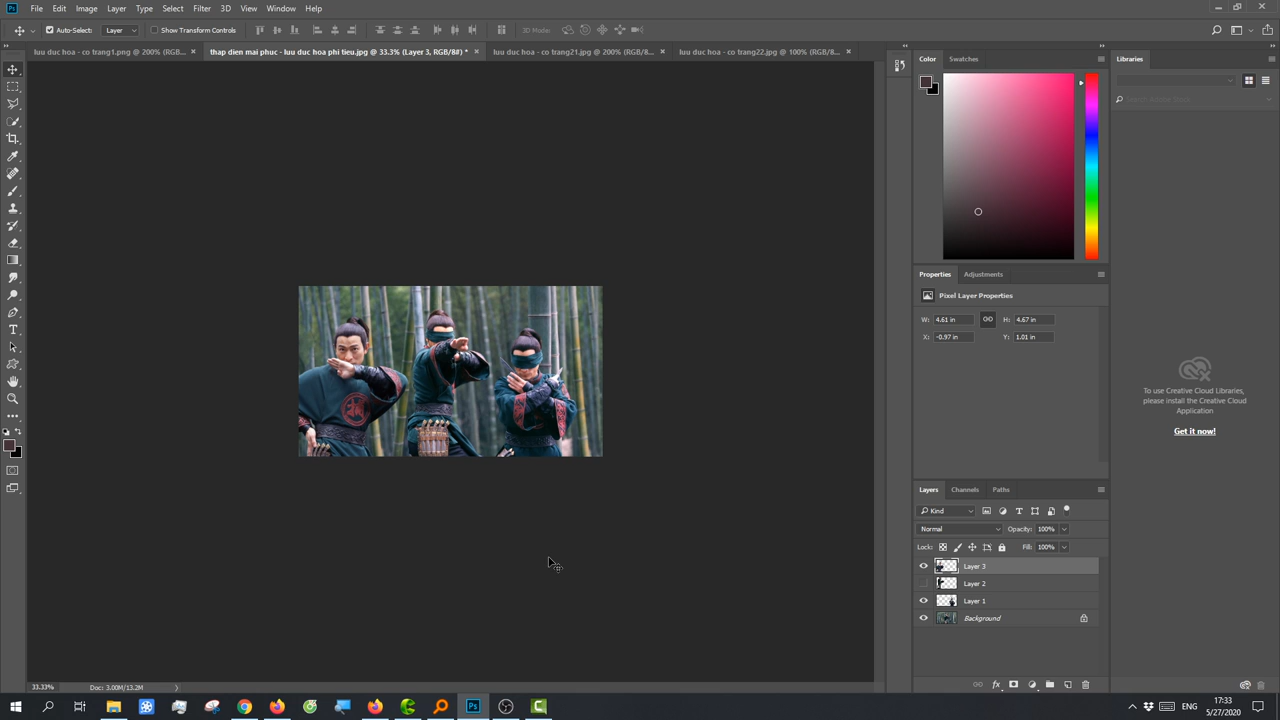 File Edit Image Layer Type Select Filter 3D View Window Help
Auto-Select: Layer Show Transform Controls 3D Mode:
luu duc hoa - co trang1.png @ 200% (RGB... × thap dien mai phuc - luu duc hoa phi tieu.jpg @ 33.3% (Layer 3, RGB/8#) * × luu duc hoa - co trang21.jpg @ 200% (RGB/8... × luu duc hoa - co trang22.jpg @ 100% (RGB/8... ×
Color Swatches
Libraries
Search Adobe Stock
Properties Adjustments
Pixel Layer Properties
W: 4.61 in GO H: 4.67 in
X: -0.97 in Y: 1.01 in
To use Creative Cloud Libraries,
please install the Creative Cloud
Application
Get it now!
Layers Channels Paths
Kind
Normal Opacity: 100%
Lock: Fill: 100%
Layer 3
Layer 2
Layer 1
Background
fx
33.33% Doc: 3.00M/13.2M
Ps
ENG
17:33
5/27/2020